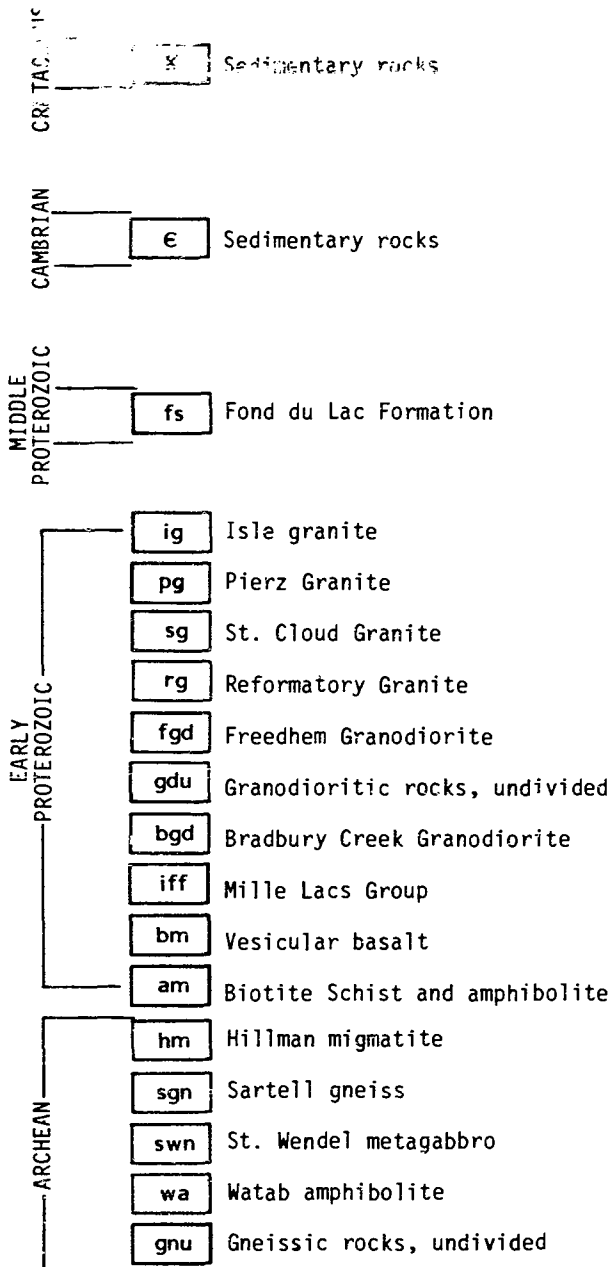 K Sedimentary rocks
CAMBRIAN
Є Sedimentary rocks
MIDDLE
PROTEROZOIC
fs Fond du Lac Formation
EARLY
PROTEROZOIC
ig Isle granite
pg Pierz Granite
sg St. Cloud Granite
rg Reformatory Granite
fgd Freedhem Granodiorite
gdu Granodioritic rocks, undivided
bgd Bradbury Creek Granodiorite
iff Mille Lacs Group
bm Vesicular basalt
am Biotite Schist and amphibolite
ARCHEAN
hm Hillman migmatite
sgn Sartell gneiss
swn St. Wendel metagabbro
wa Watab amphibolite
gnu Gneissic rocks, undivided